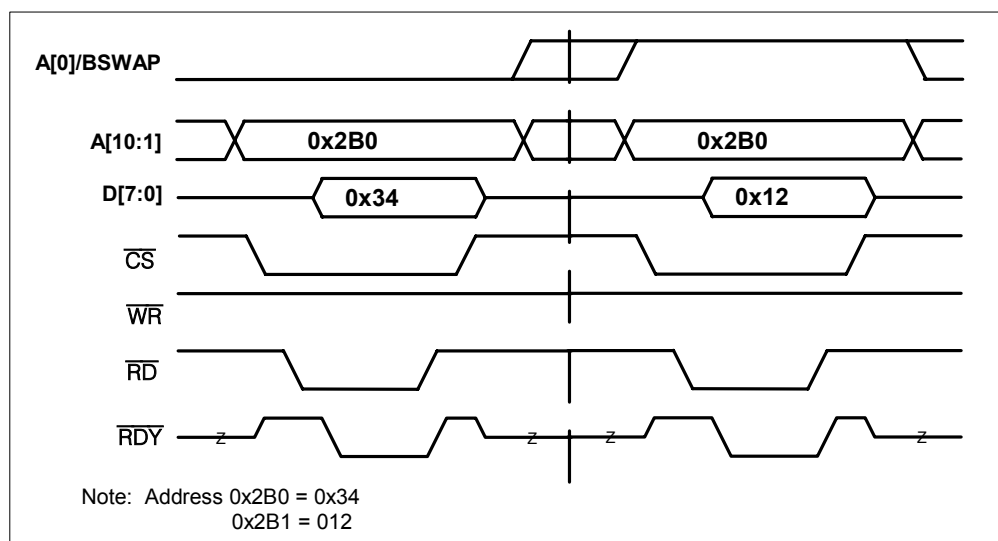 A[0]/BSWAP
A[10:1] 0x2B0 0x2B0
D[7:0] 0x34 0x12
CS
WR
RD
RDY Z Z Z Z
Note: Address 0x2B0 = 0x34
0x2B1 = 012